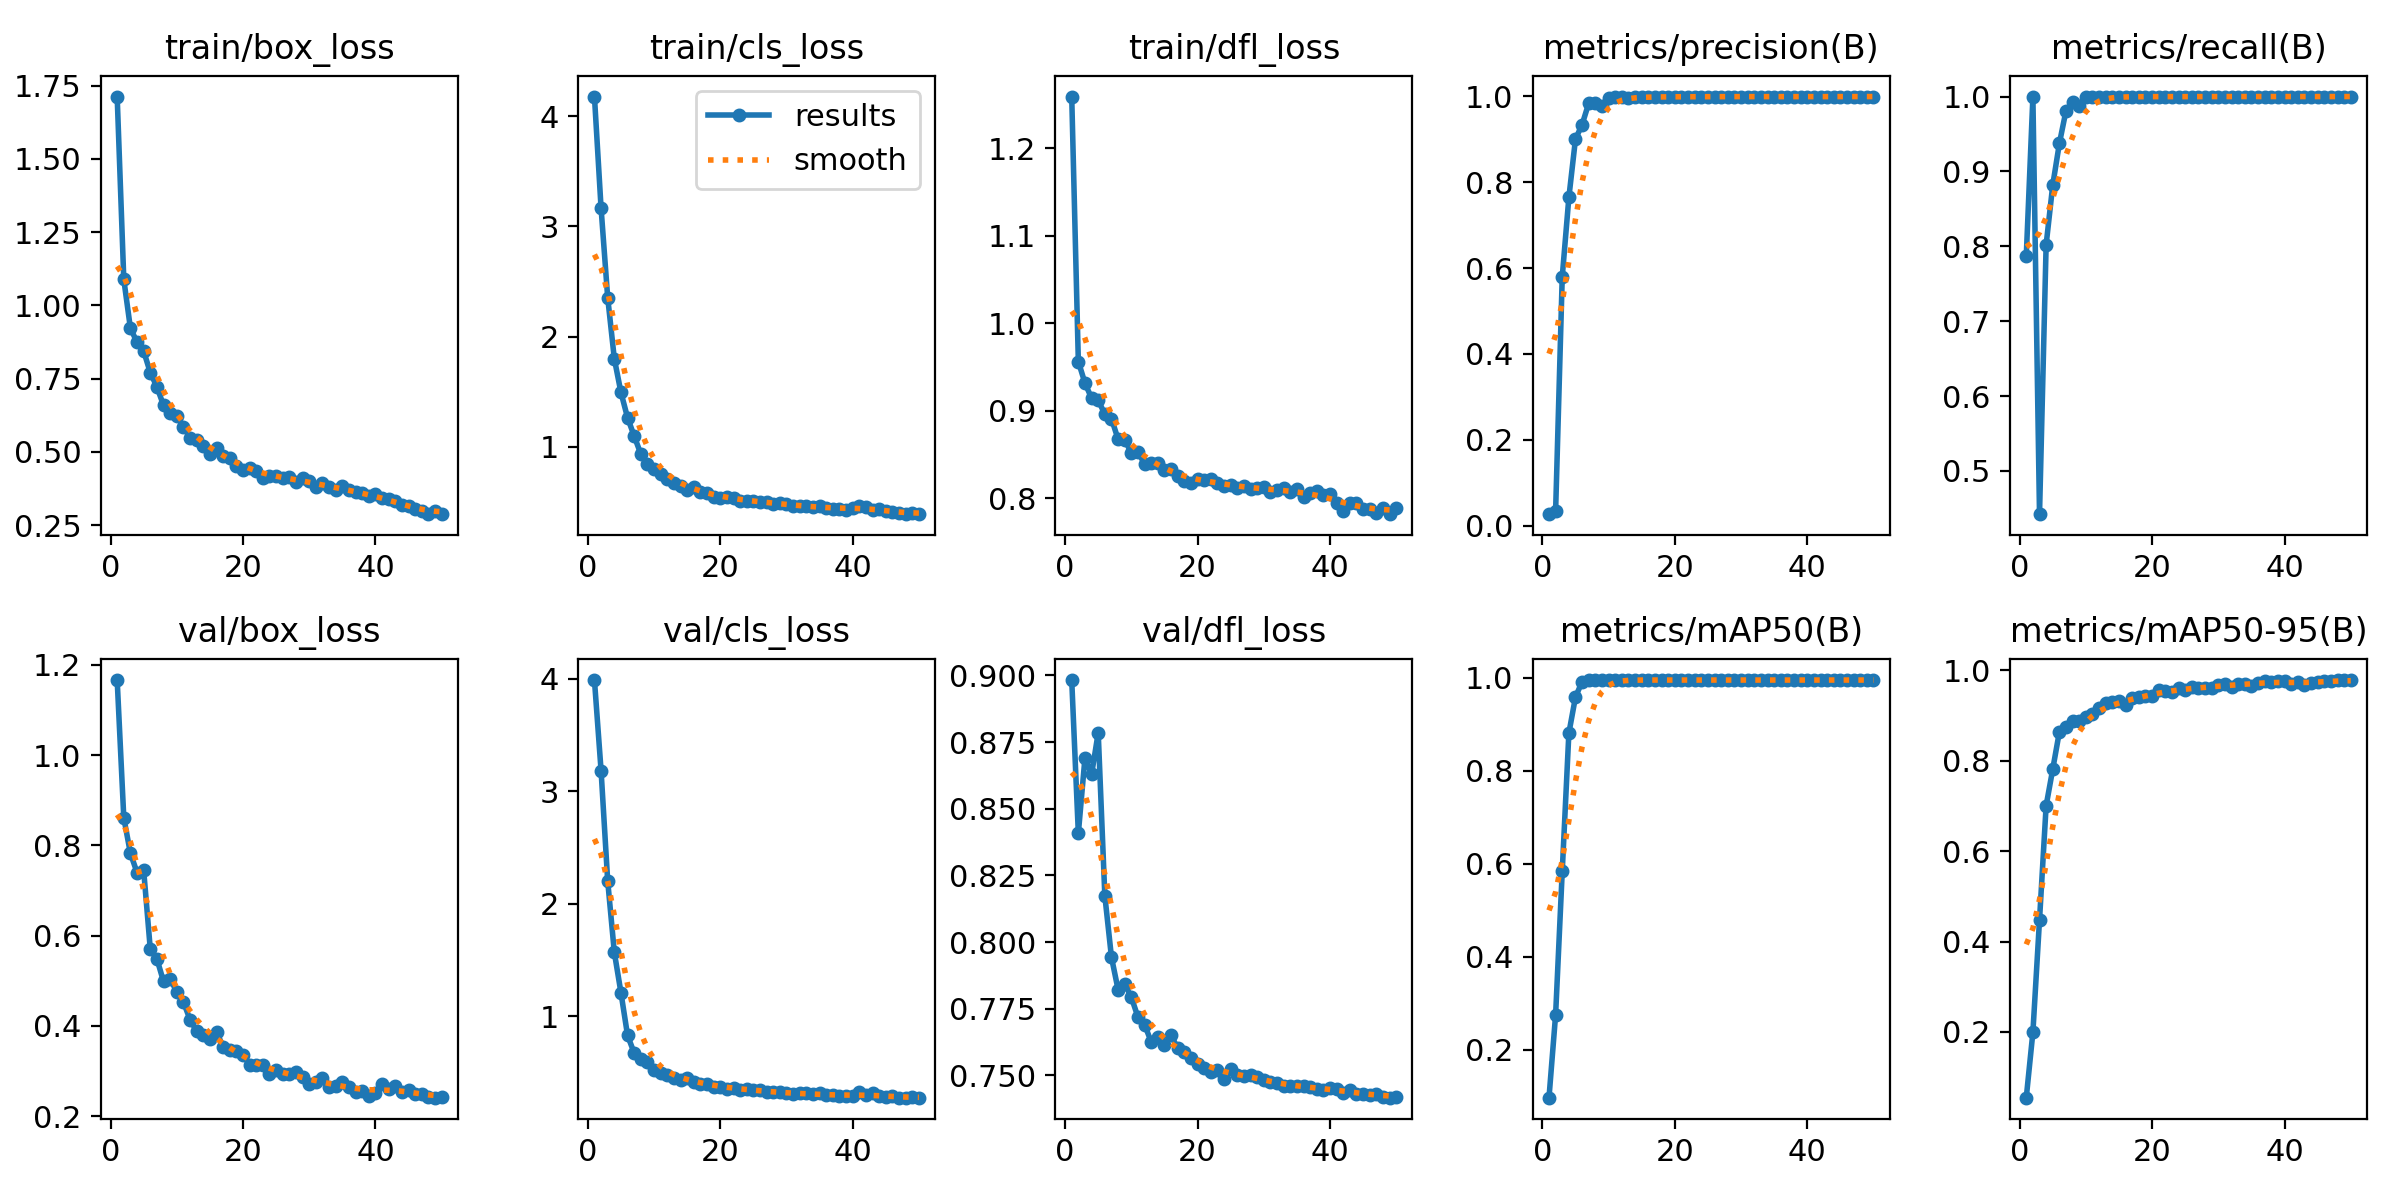 train/box_loss
1.75
1.50
1.25
1.00
0.75
0.50
0.25
0 20 40
train/cls_loss
results
smooth
4
3
2
1
0 20 40
train/dfl_loss
1.2
1.1
1.0
0.9
0.8
0 20 40
metrics/precision(B)
1.0
0.8
0.6
0.4
0.2
0.0
0 20 40
metrics/recall(B)
1.0
0.9
0.8
0.7
0.6
0.5
0 20 40
val/box_loss
1.2
1.0
0.8
0.6
0.4
0.2
0 20 40
val/cls_loss
4
3
2
1
0 20 40
val/dfl_loss
0.900
0.875
0.850
0.825
0.800
0.775
0.750
0 20 40
metrics/mAP50(B)
1.0
0.8
0.6
0.4
0.2
0 20 40
metrics/mAP50-95(B)
1.0
0.8
0.6
0.4
0.2
0 20 40